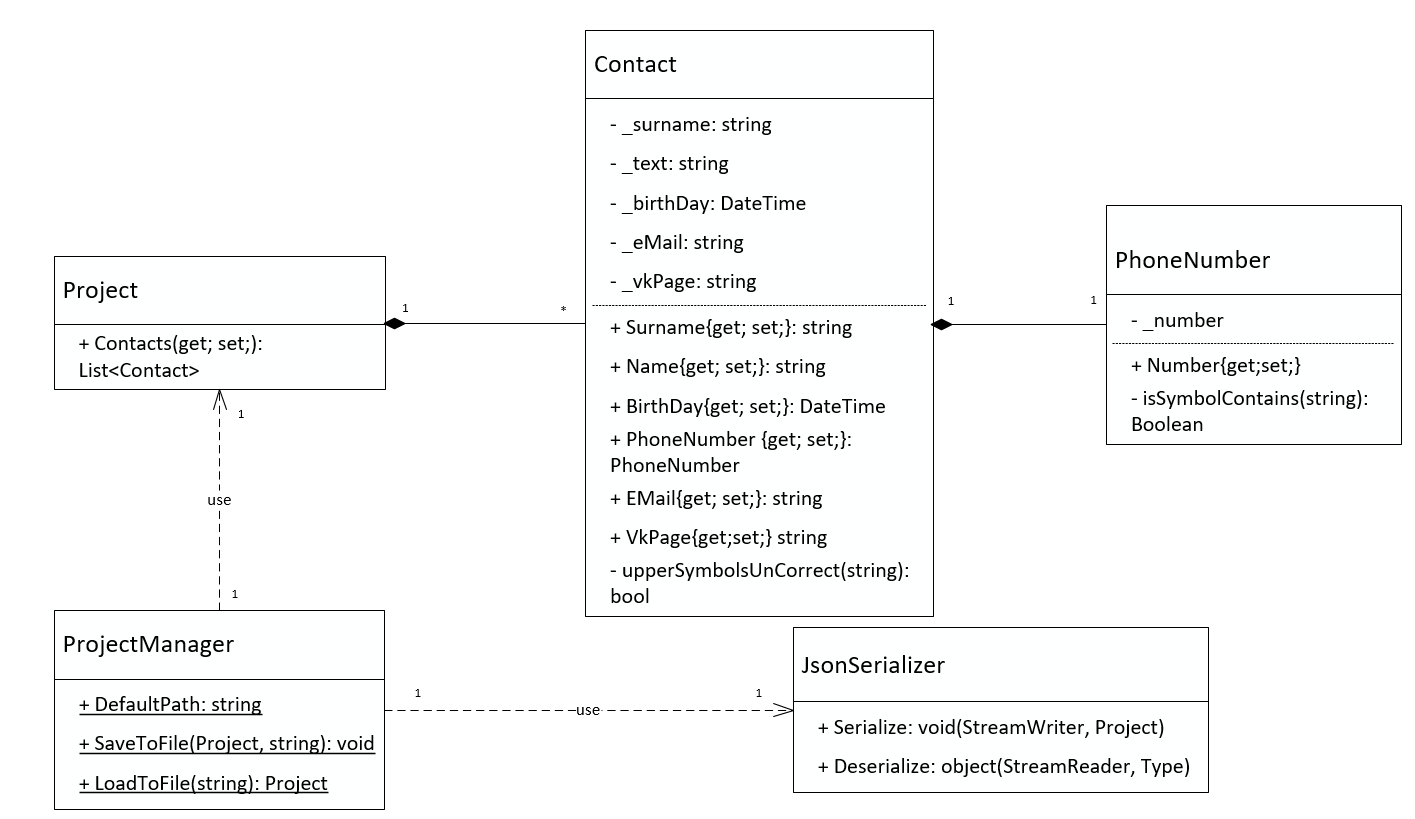 Contact
- _surname: string
- _text: string
- _birthDay: DateTime
- _eMail: string
- _vkPage: string
+ Surname{get; set;}: string
+ Name{get; set;}: string
+ BirthDay{get; set;}: DateTime
+ PhoneNumber {get; set;}:
PhoneNumber
+ EMail{get; set;}: string
+ VkPage{get;set;} string
- upperSymbolsUnCorrect(string):
bool
Project
+ Contacts(get; set;):
List<Contact>
1
*
1
1
PhoneNumber
- _number
+ Number{get;set;}
- isSymbolContains(string):
Boolean
1
use
1
ProjectManager
+ DefaultPath: string
+ SaveToFile(Project, string): void
+ LoadToFile(string): Project
1
use
1
JsonSerializer
+ Serialize: void(StreamWriter, Project)
+ Deserialize: object(StreamReader, Type)